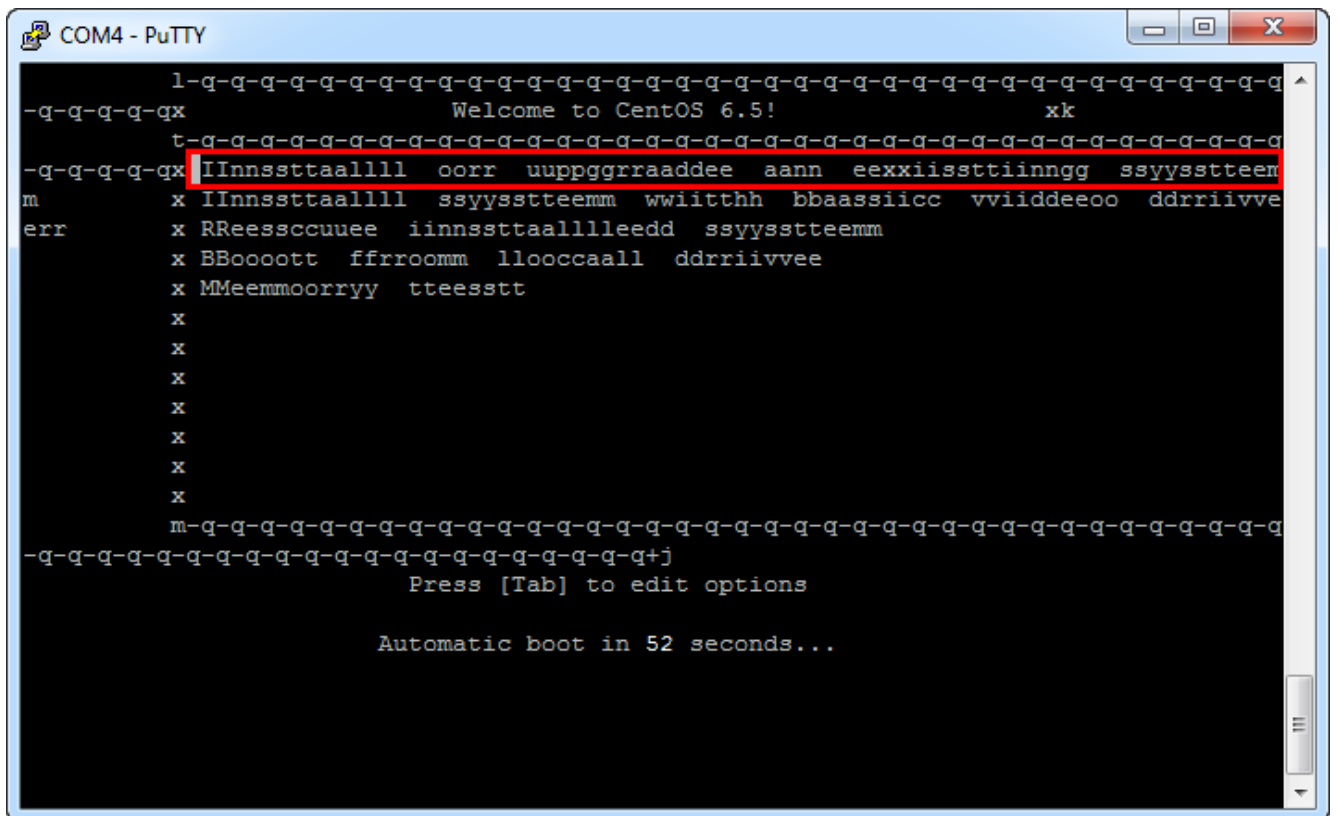 COM4 - PuTTY
l-q-q-q-q-q-q-q-q-q-q-q-q-q-q-q-q-q-q-q-q-q-q-q-q-q-q-q-q-q-q-q-q-q-q-q-q-q
-q-q-q-q-qx Welcome to CentOS 6.5! xk
t-q-q-q-q-q-q-q-q-q-q-q-q-q-q-q-q-q-q-q-q-q-q-q-q-q-q-q-q-q-q-q-q-q-q-q-q-q
-q-q-q-q-qx IInnssttaallll oorr uuppggrraaddee aann eexxiissttiinngg ssyysstteem
m x IInnssttaallll ssyysstteemm wwiitthh bbaassiicc vviiddeeoo ddrriivve
err x RReessccuuee iinnssttaalllleedd ssyysstteemm
x BBoooott ffrroomm llooccaall ddrriivvee
x MMeemmoorryy tteesstt
x
x
x
x
x
x
x
m-q-q-q-q-q-q-q-q-q-q-q-q-q-q-q-q-q-q-q-q-q-q-q-q-q-q-q-q-q-q-q-q-q-q-q-q-q
-q-q-q-q-q-q-q-q-q-q-q-q-q-q-q-q-q-q-q-q-q+j
Press [Tab] to edit options
Automatic boot in 52 seconds...